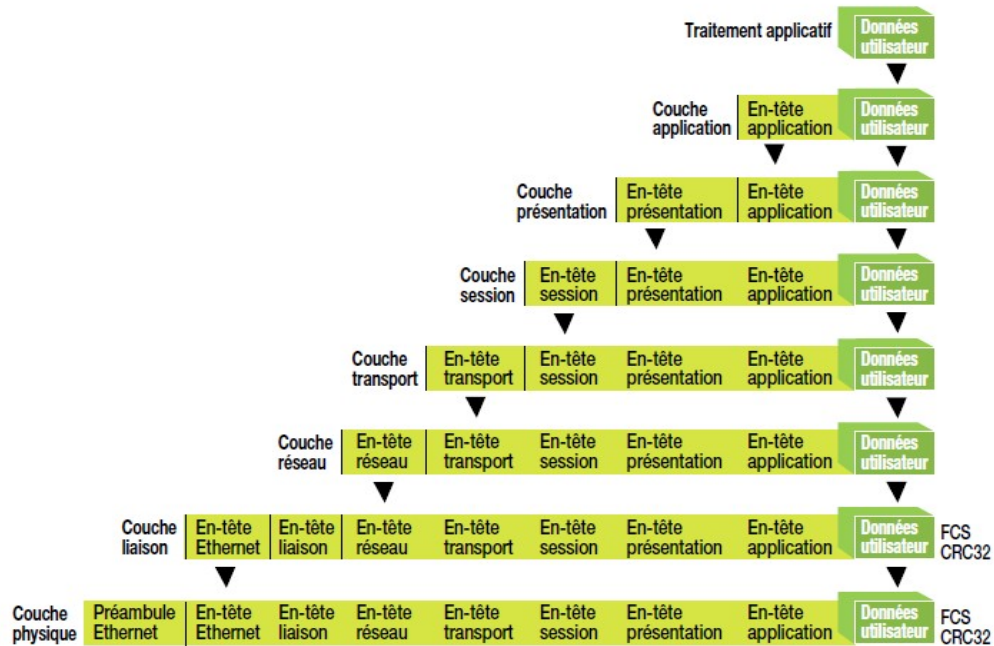 Traitement applicatif Données
utilisateur
Couche En-tête Données
application application utilisateur
Couche En-tête En-tête Données
présentation présentation application utilisateur
Couche En-tête En-tête En-tête Données
session session présentation application utilisateur
Couche En-tête En-tête En-tête En-tête Données
transport transport session présentation application utilisateur
Couche En-tête En-tête En-tête En-tête En-tête Données
réseau réseau transport session présentation application utilisateur
Couche En-tête En-tête En-tête En-tête En-tête En-tête En-tête Données FCS
liaison Ethernet liaison réseau transport session présentation application utilisateur CRC32
Couche Préambule En-tête En-tête En-tête En-tête En-tête En-tête En-tête Données FCS
physique Ethernet Ethernet liaison réseau transport session présentation application utilisateur CRC32